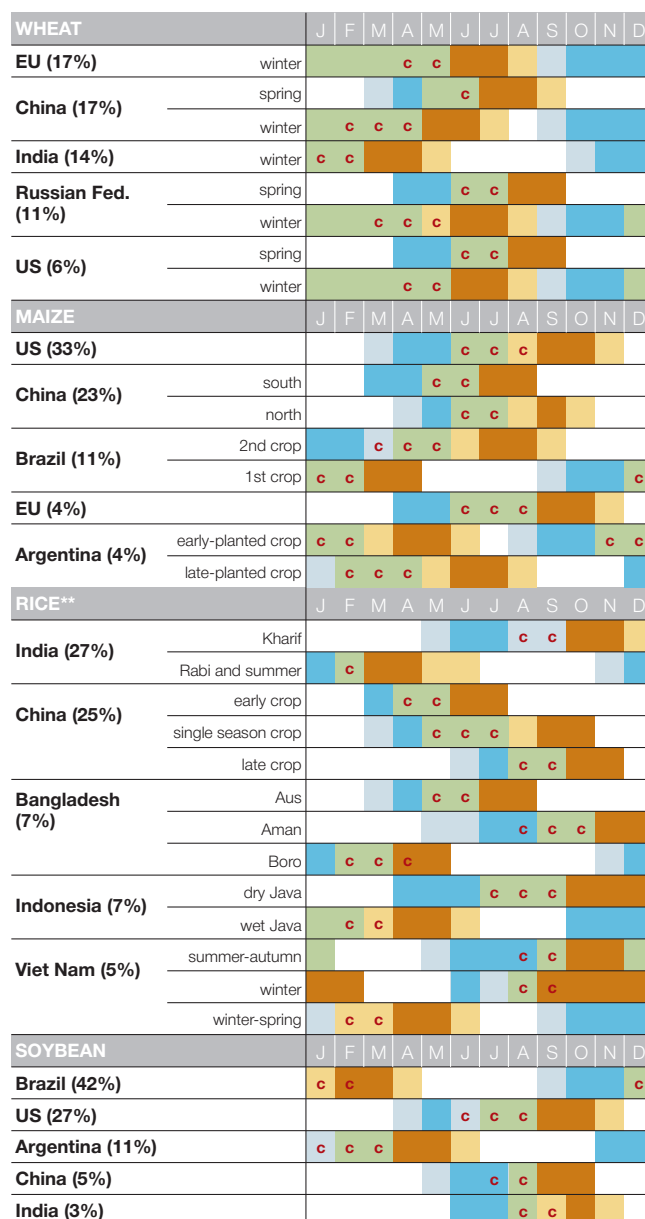 WHEAT J F M A M J J A S O N D
EU (17%) winter c c
China (17%) spring c
winter c c c
India (14%) winter c c
Russian Fed. (11%) spring c c
winter c c c
US (6%) spring c c
winter c c
MAIZE J F M A M J J A S O N D
US (33%) c c c
China (23%) south c c
north c c
Brazil (11%) 2nd crop c c c
1st crop c c c
EU (4%) c c c
Argentina (4%) early-planted crop c c c c
late-planted crop c c c
RICE** J F M A M J J A S O N D
India (27%) Kharif c c
Rabi and summer c
China (25%) early crop c c
single season crop c c c
late crop c c
Bangladesh (7%) Aus c c
Aman c c c
Boro c c c
Indonesia (7%) dry Java c c c
wet Java c c
Viet Nam (5%) summer-autumn c c
winter c c
winter-spring c c
SOYBEAN J F M A M J J A S O N D
Brazil (42%) c c c
US (27%) c c c
Argentina (11%) c c c
China (5%) c c
India (3%) c c